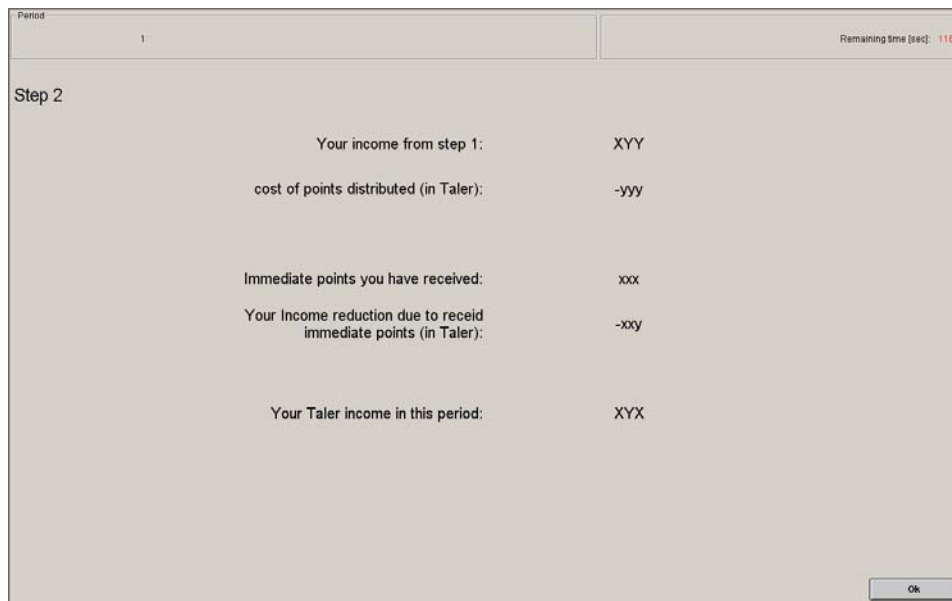 Period
1
Remaining time [sec]: 116
Step 2
Your income from step 1: XYY
cost of points distributed (in Taler): -yyy
Immediate points you have received: xxx
Your Income reduction due to receid
immediate points (in Taler): -xxy
Your Taler income in this period: XYX
Ok